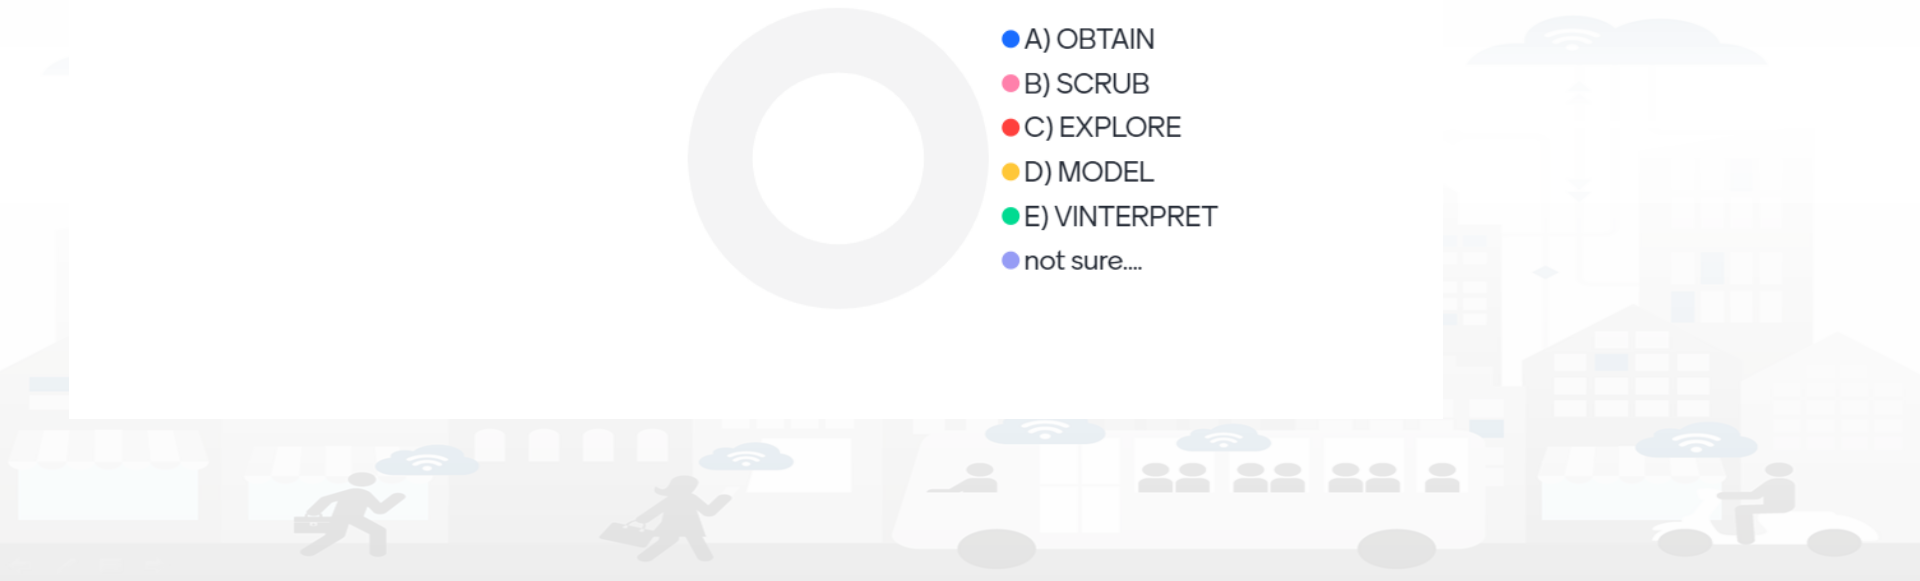 A) OBTAIN
B) SCRUB
C) EXPLORE
D) MODEL
E) VINTERPRET
not sure....